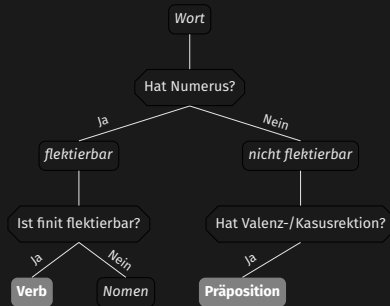 Wort
Hat Numerus?
Ja
Nein
flektierbar
nicht flektierbar
Ist finit flektierbar?
Hat Valenz-/Kasusrektion?
Ja
Nein
Ja
Verb
Nomen
Präposition